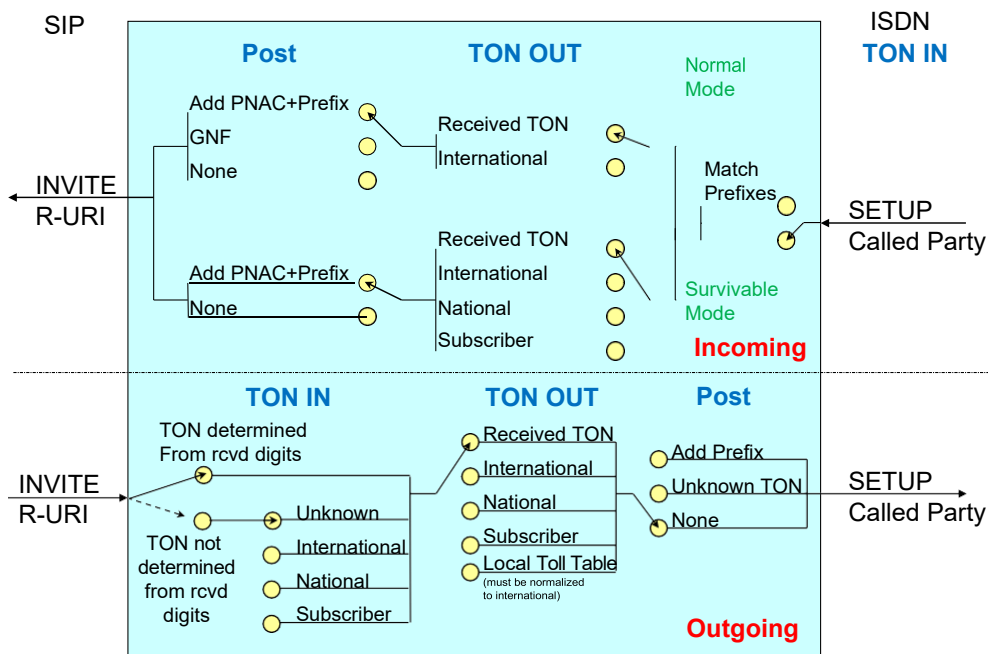 SIP
ISDN
Post
TON OUT
TON IN
Normal
Mode
Add PNAC+Prefix
GNF
None
Received TON
International
Match
Prefixes
INVITE
R-URI
SETUP
Called Party
Add PNAC+Prefix
None
Received TON
International
National
Subscriber
Survivable
Mode
Incoming
TON IN
TON OUT
Post
TON determined
From rcvd digits
Received TON
International
National
Subscriber
Local Toll Table
(must be normalized
to international)
Add Prefix
Unknown TON
None
INVITE
R-URI
SETUP
Called Party
Unknown
International
National
Subscriber
TON not
determined
from rcvd
digits
Outgoing